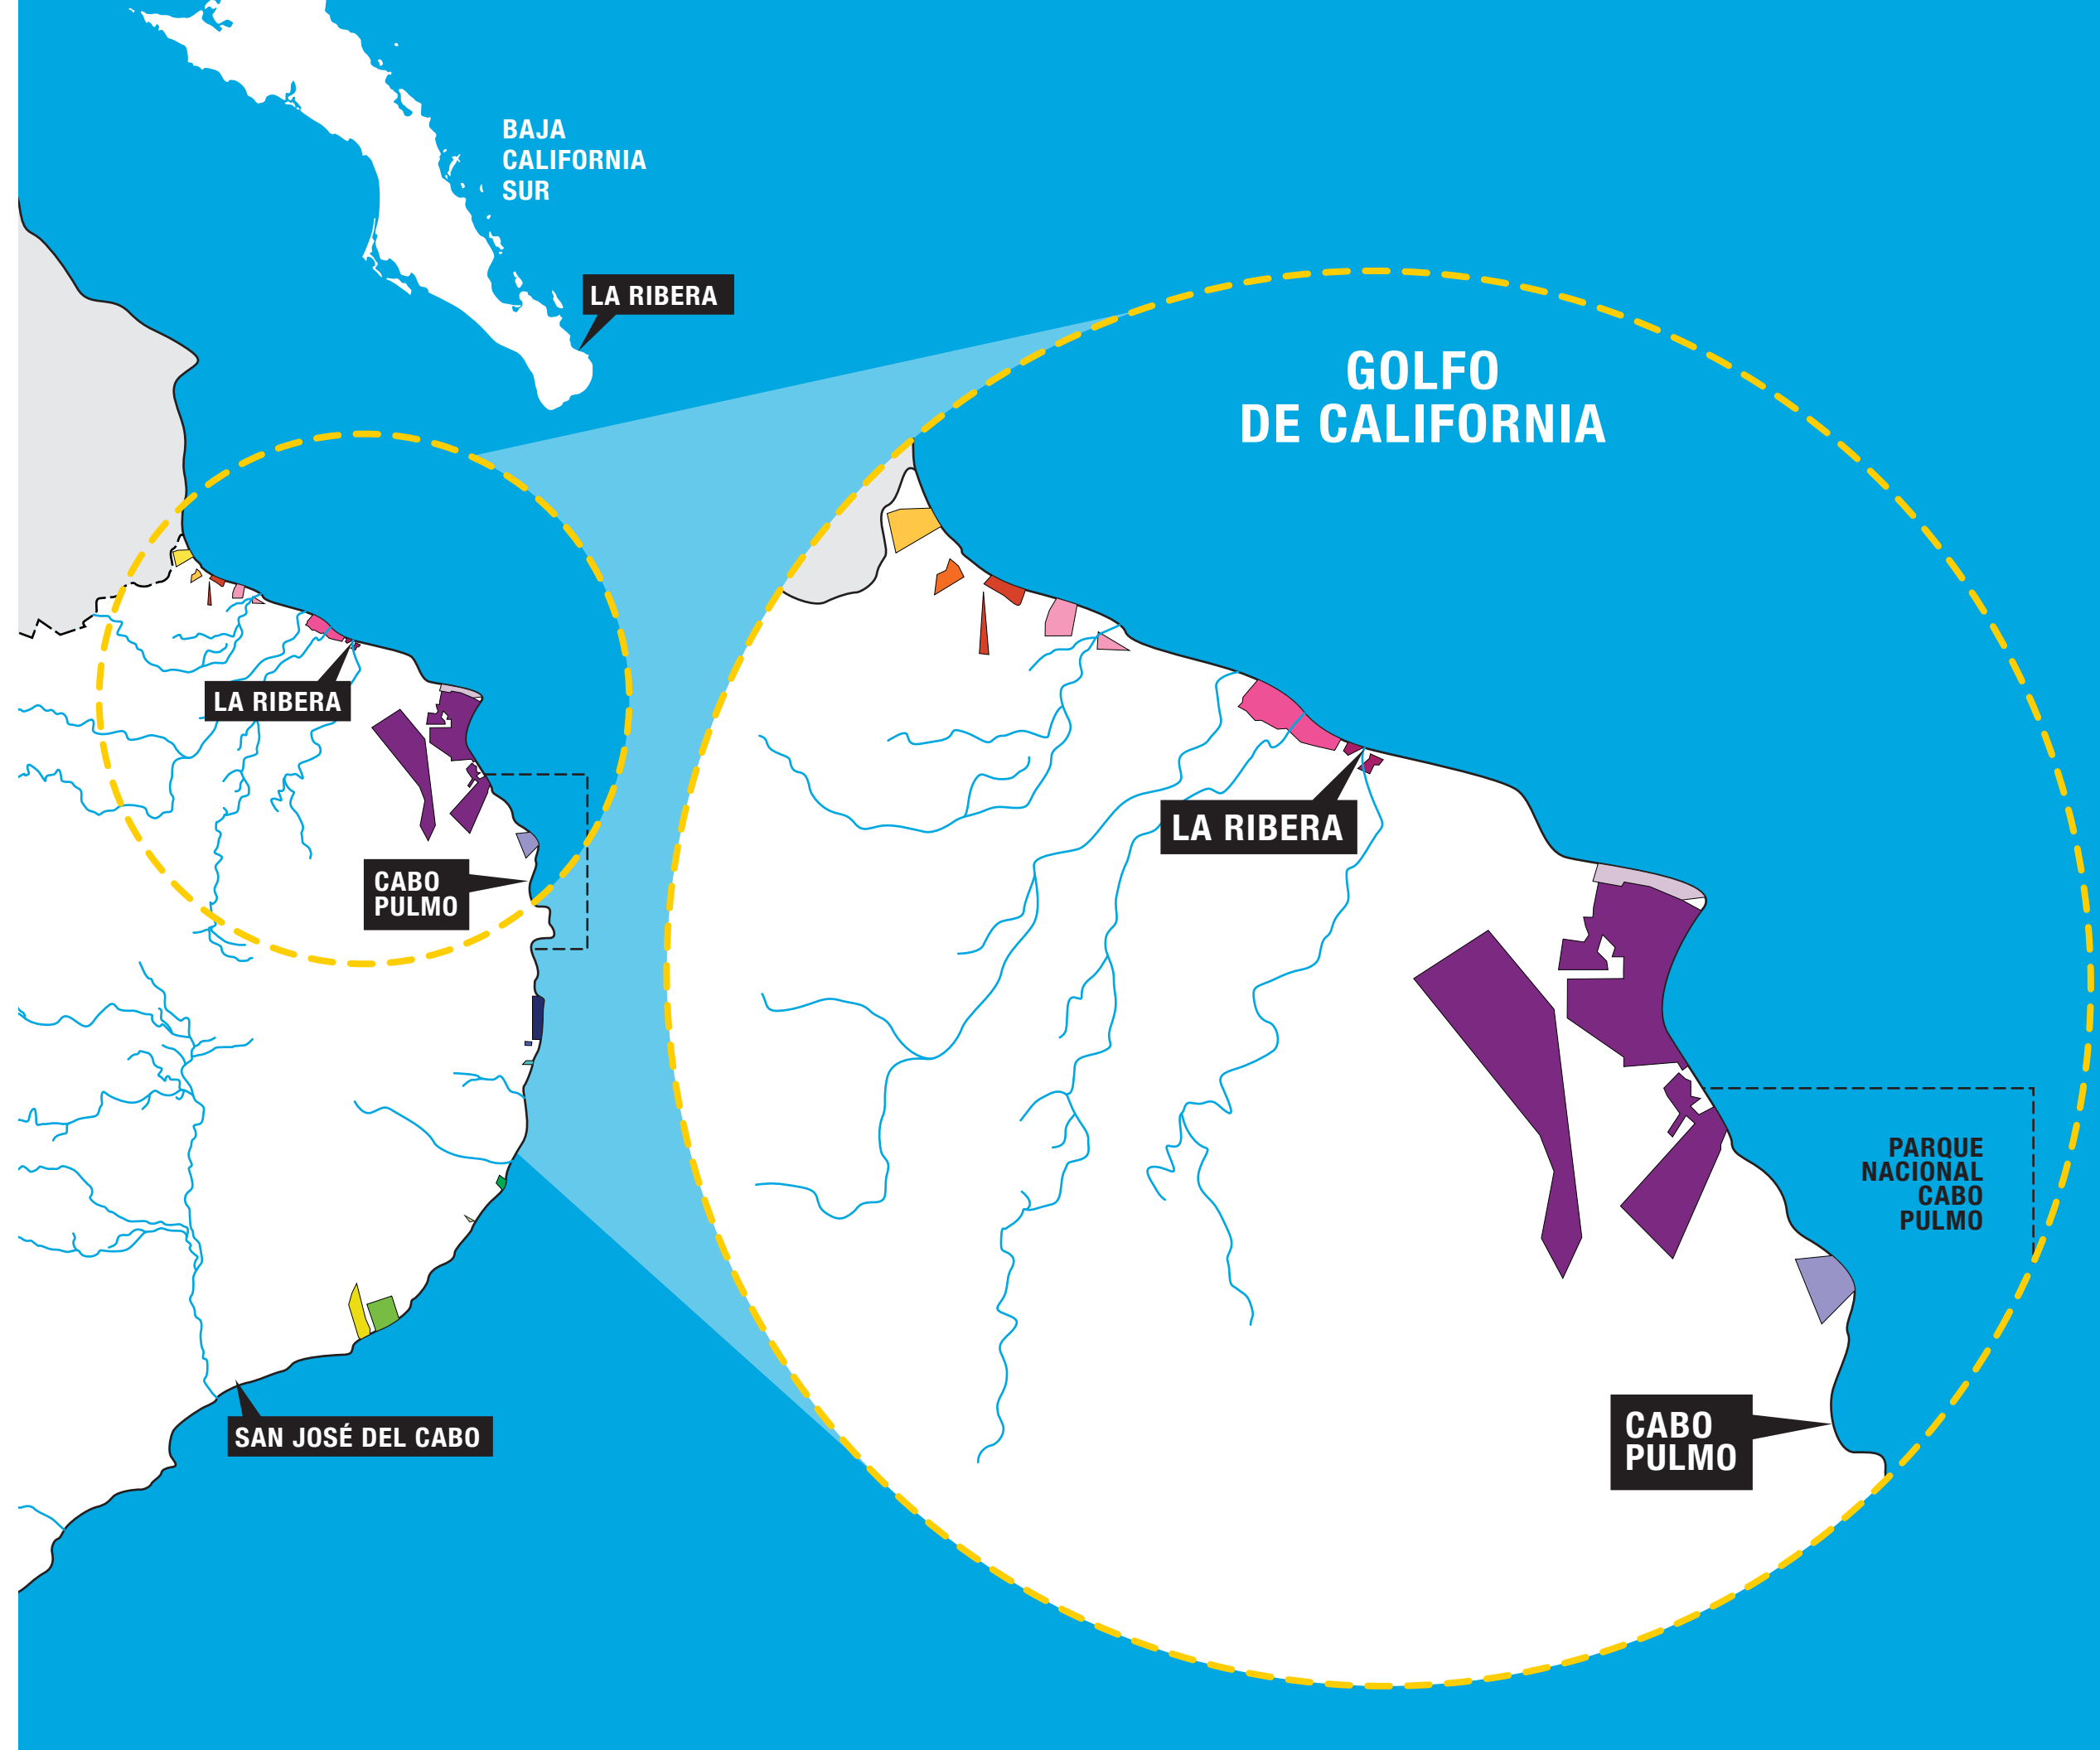 BAJA
CALIFORNIA
SUR
LA RIBERA
GOLFO
DE CALIFORNIA
LA RIBERA
LA RIBERA
CABO
PULMO
PARQUE
NACIONAL
CABO
PULMO
CABO
PULMO
SAN JOSÉ DEL CABO